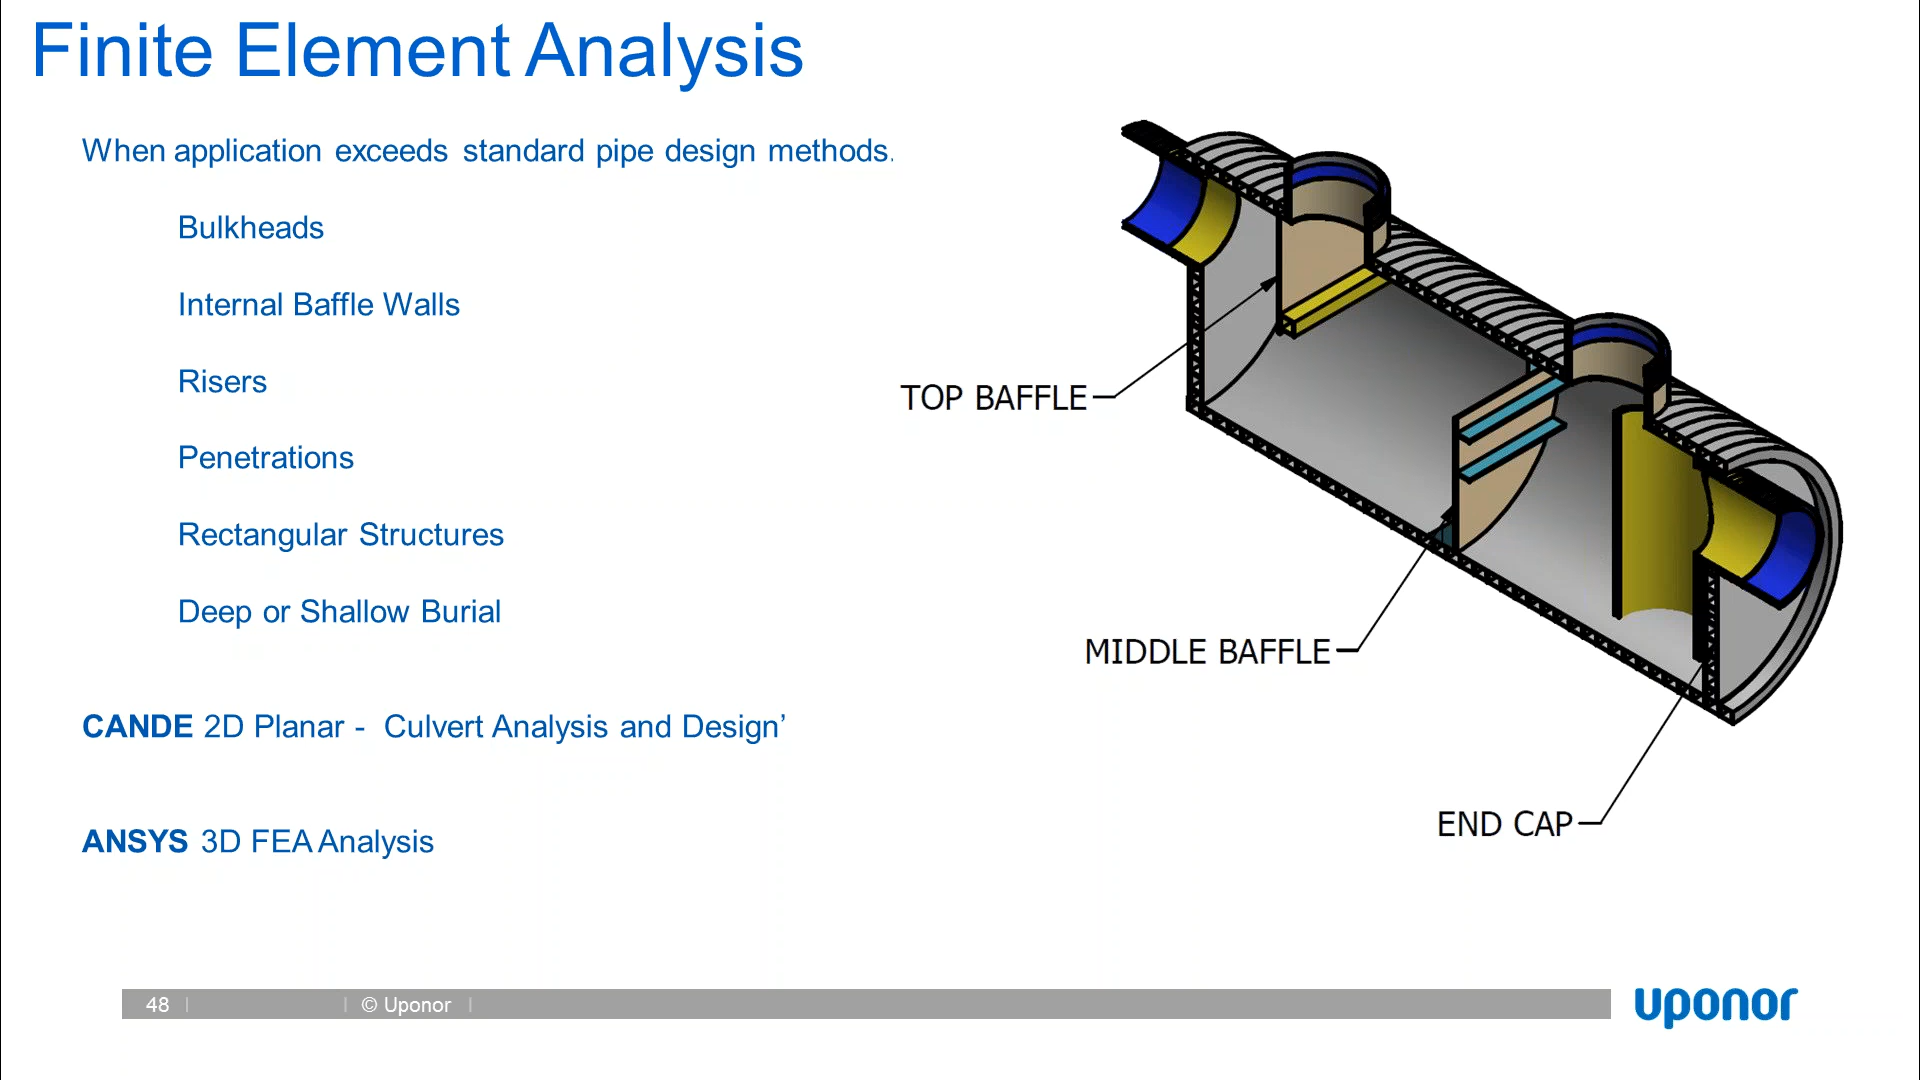 Finite Element Analysis
When application exceeds standard pipe design methods.
Bulkheads
Internal Baffle Walls
Risers
Penetrations
Rectangular Structures
Deep or Shallow Burial
CANDE 2D Planar - Culvert Analysis and Design’
ANSYS 3D FEA Analysis
TOP BAFFLE
MIDDLE BAFFLE
END CAP
48 | | © Uponor |
uponor